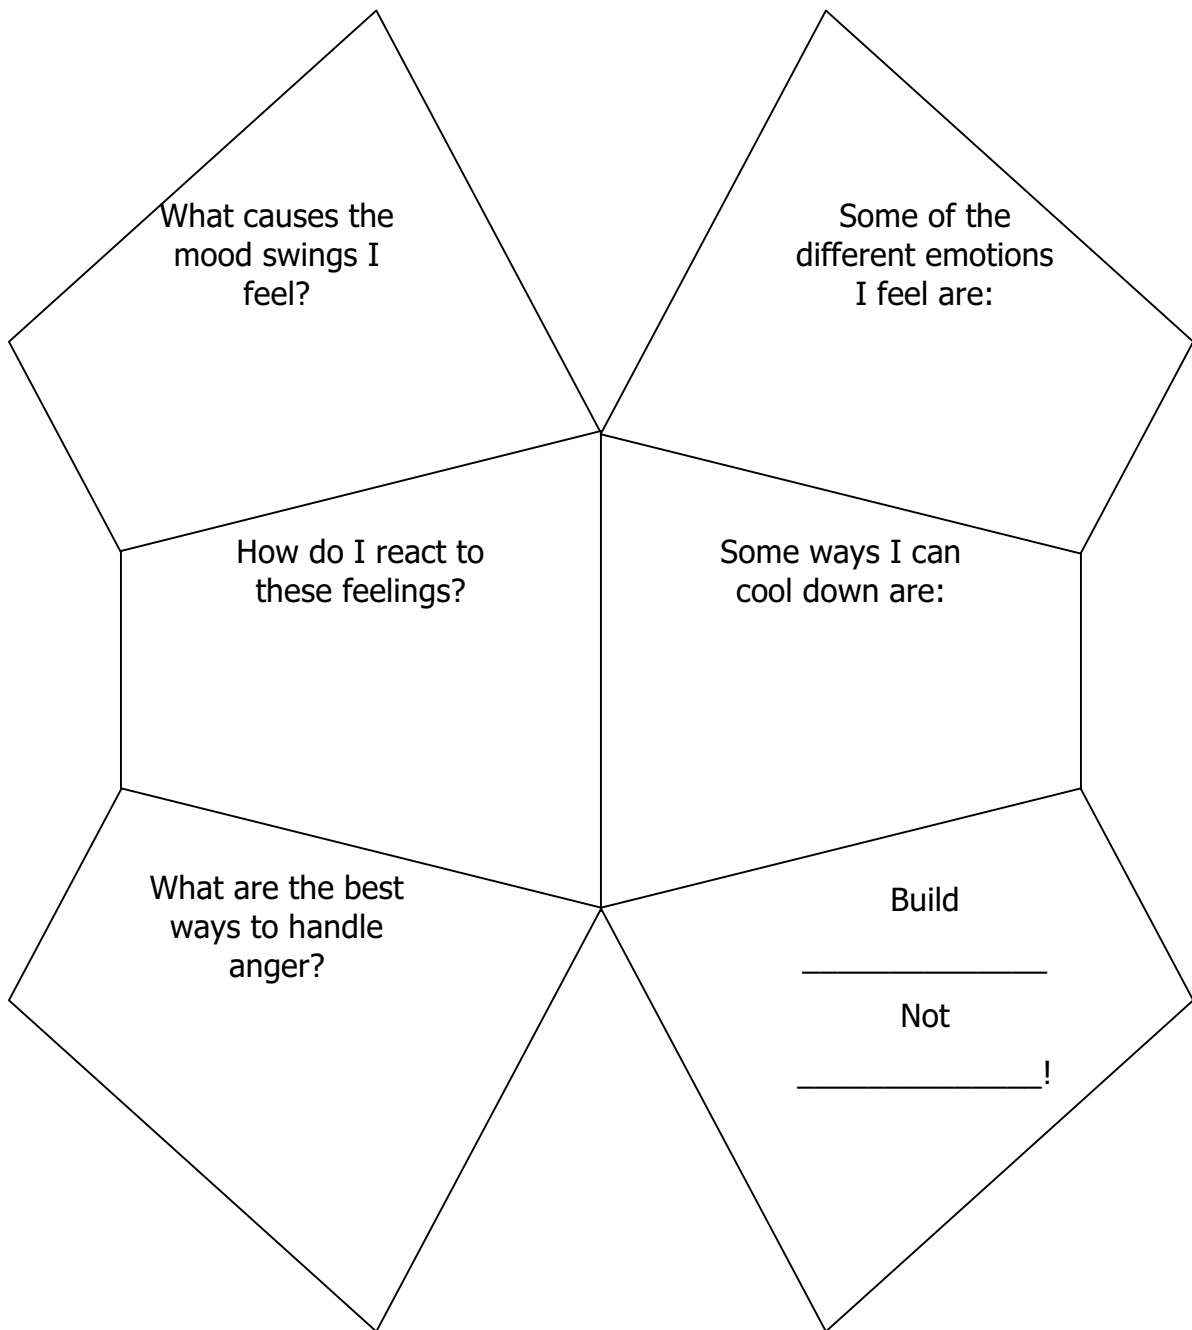 What causes the
mood swings I
feel?
Some of the
different emotions
I feel are:
How do I react to
these feelings?
Some ways I can
cool down are:
What are the best
ways to handle
anger?
Build
______________
Not
______________!